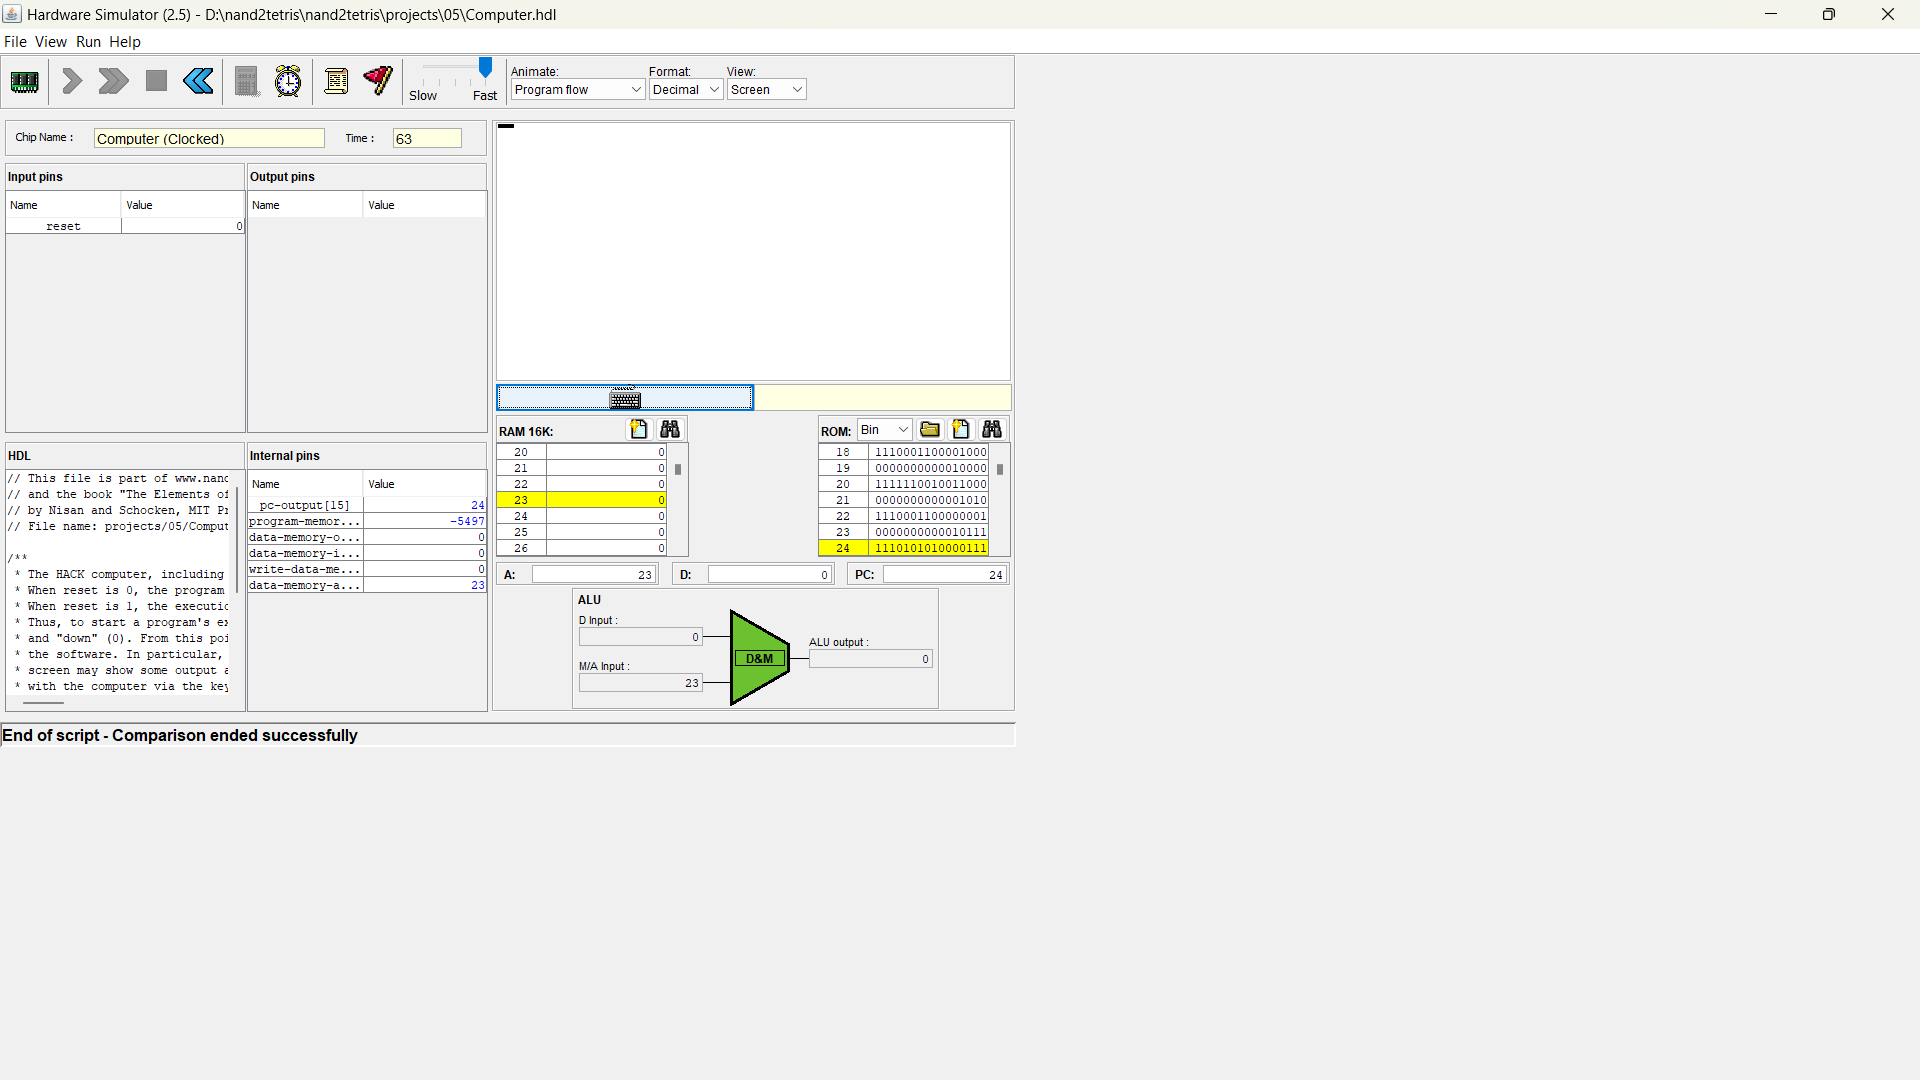 Hardware Simulator (2.5) - D:\nand2tetris\nand2tetris\projects\05\Computer.hdl
File View Run Help
Slow Fast
Animate: Format: View:
Program flow Decimal Screen
Chip Name : Computer (Clocked) Time : 63
Input pins
Name Value
reset 0
Output pins
Name Value
HDL
// This file is part of www.nand
// and the book "The Elements of
// by Nisan and Schocken, MIT Pr
// File name: projects/05/Comput
/**
* The HACK computer, including
* When reset is 0, the program
* When reset is 1, the executio
* Thus, to start a program's ex
* and "down" (0). From this poi
* the software. In particular,
* screen may show some output a
* with the computer via the key
Internal pins
Name Value
pc-output[15] 24
program-memor... -5497
data-memory-o... 0
data-memory-i... 0
write-data-me... 0
data-memory-a... 23
RAM 16K:
20 0
21 0
22 0
23 0
24 0
25 0
26 0
ROM: Bin
18 1110001100001000
19 0000000000010000
20 1111110010011000
21 0000000000001010
22 1110001100000001
23 0000000000010111
24 1110101010000111
A: 23 D: 0 PC: 24
ALU
D Input :
0
M/A Input :
23
D&M
ALU output :
0
End of script - Comparison ended successfully